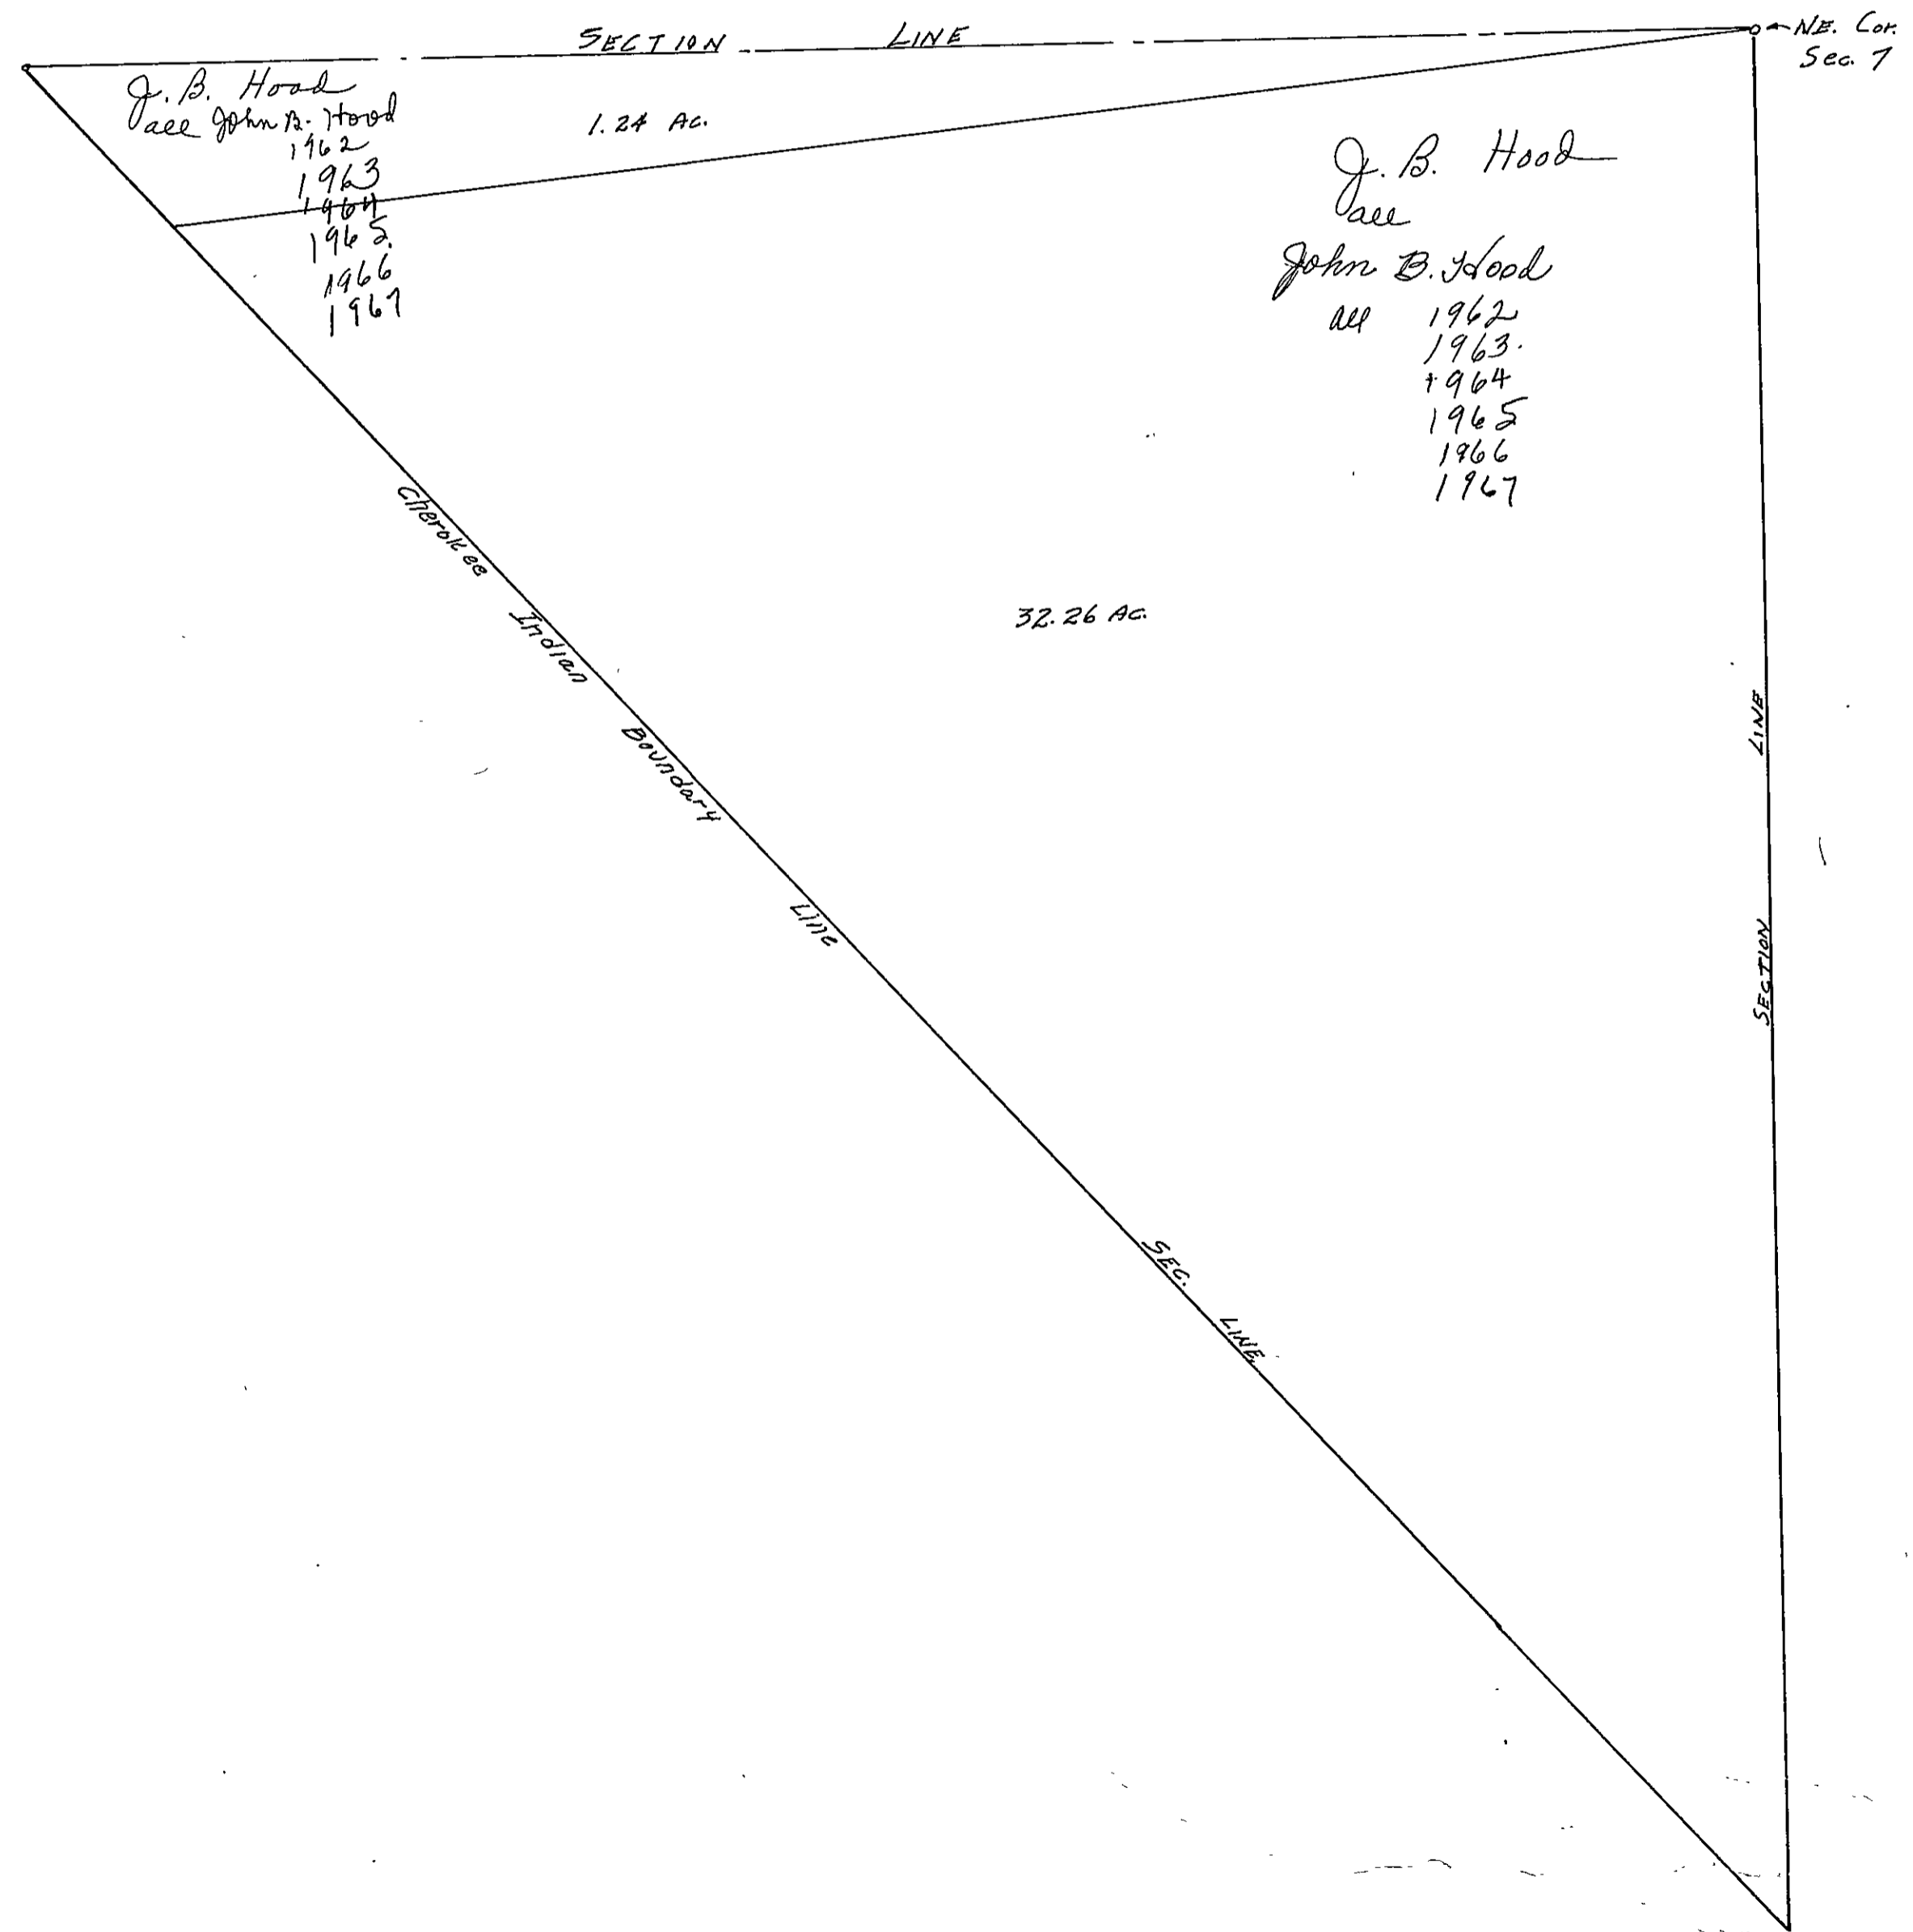 SECTION LINE
NE. Cor.
Sec. 7
J. B. Hood
all John B. Hood
1962
1963
1964
1965
1966
1967
1.24 Ac.
J. B. Hood
all
John B. Hood
all 1962
1963
1964
1965
1966
1967
32.26 Ac.
Cherokee Indian Boundary Line
SECTION LINE
SEC. LINE